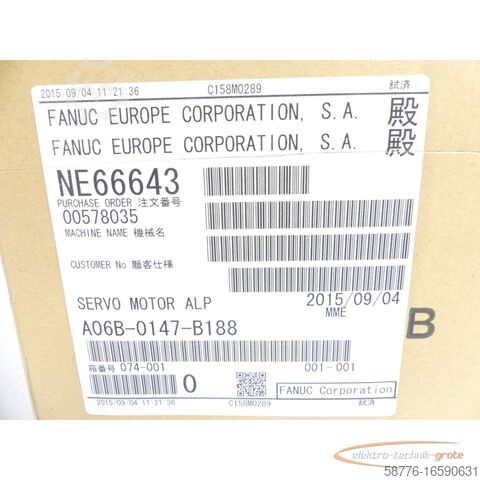 2015/09/04 11:21:36 C158M0289 試済
FANUC EUROPE CORPORATION, S.A. 殿
FANUC EUROPE CORPORATION, S.A. 殿
NE66643
PURCHASE ORDER 注文番号
00578035
MACHINE NAME 機械名
CUSTOMER No 顧客仕様
SERVO MOTOR ALP 2015/09/04
MME
A06B-0147-B188
B
箱番号 074-001 001-001
0 FANUC Corporation
2015/09/04 11:21:36 C158M0289 試済
elektro-technik-grote
58776-16590631